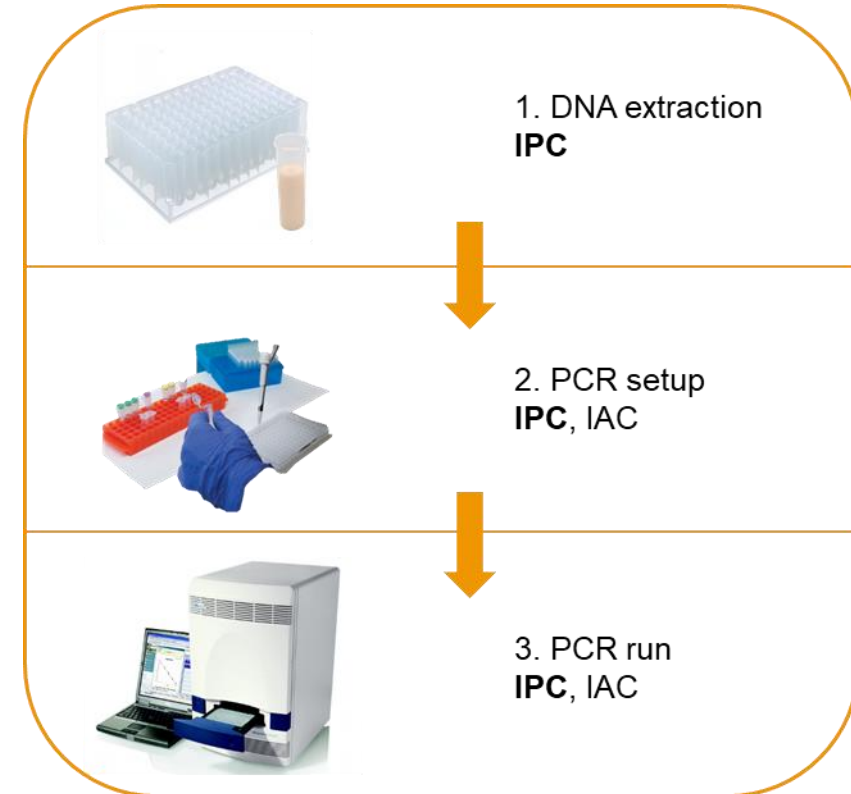 1. DNA extraction
IPC
2. PCR setup
IPC, IAC
3. PCR run
IPC, IAC